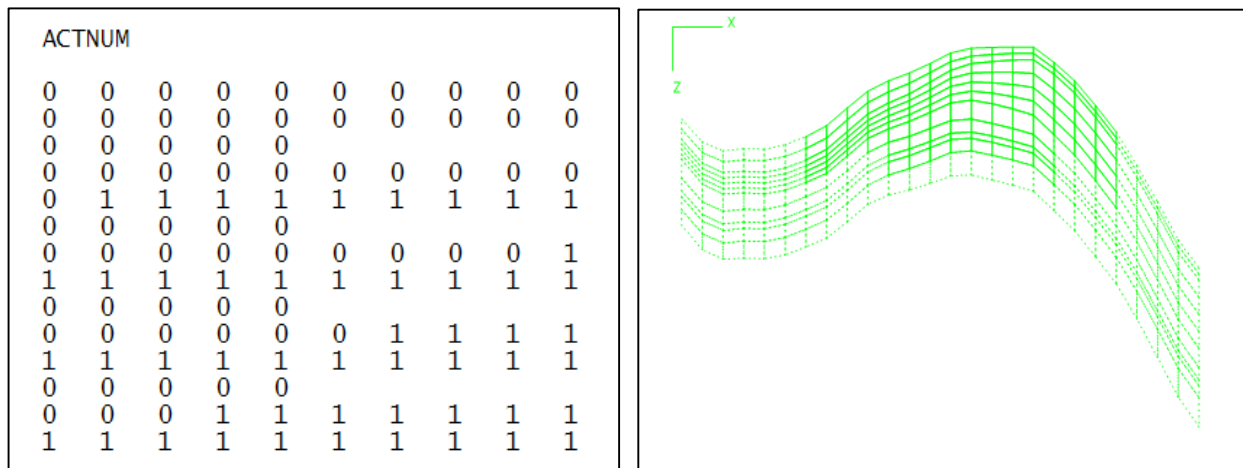 ACTNUM
0 0 0 0 0 0 0 0 0 0
0 0 0 0 0 0 0 0 0 0
0 0 0 0 0
0 0 0 0 0 0 0 0 0 0
0 1 1 1 1 1 1 1 1 1
0 0 0 0 0
0 0 0 0 0 0 0 0 0 1
1 1 1 1 1 1 1 1 1 1
0 0 0 0 0
0 0 0 0 0 0 1 1 1 1
1 1 1 1 1 1 1 1 1 1
0 0 0 0 0
0 0 0 1 1 1 1 1 1 1
1 1 1 1 1 1 1 1 1 1
X
Z